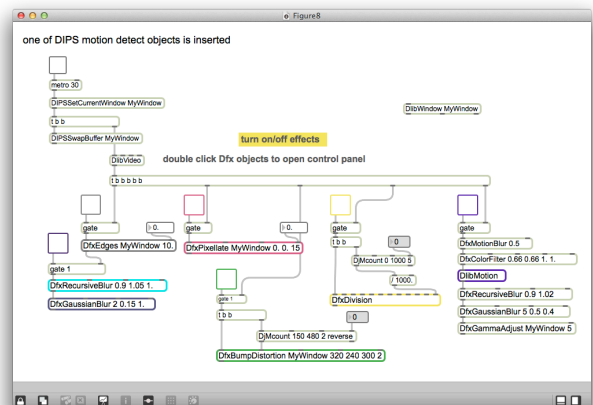 Figure8
one of DIPS motion detect objects is inserted
metro 30
DIPSSetCurrentWindow MyWindow
DlibWindow MyWindow
t b b
DIPSSwapBuffer MyWindow
turn on/off effects
DlibVideo
double click Dfx objects to open control panel
t b b b b b
gate
0.
gate
0.
gate
gate
DfxEdges MyWindow 10.
DfxPixellate MyWindow 0. 0. 15
t b b
0
DfxMotionBlur 0.5
DjMcount 0 1000 5
DfxColorFilter 0.66 0.66 1. 1.
gate 1
/ 1000.
DlibMotion
DfxRecursiveBlur 0.9 1.05 1.
gate 1
DfxDivision
DfxRecursiveBlur 0.9 1.02
DfxGaussianBlur 2 0.15 1.
t b b
0
DfxGaussianBlur 5 0.5 0.4
DjMcount 150 480 2 reverse
DfxGammaAdjust MyWindow 5
DfxBumpDistortion MyWindow 320 240 300 2